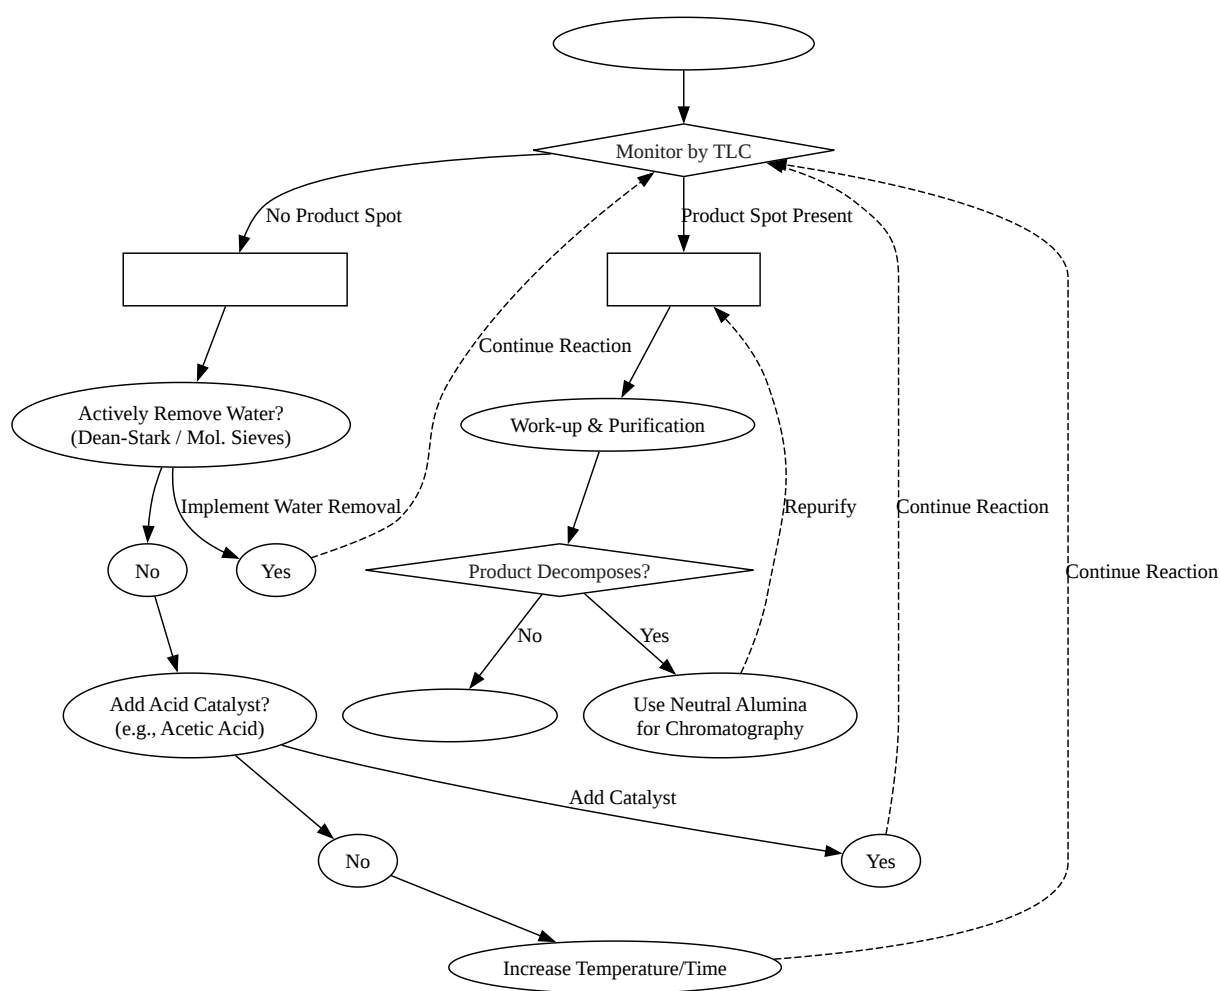 Monitor by TLC
No Product Spot
Product Spot Present
Continue Reaction
Actively Remove Water?
(Dean-Stark / Mol. Sieves)
Work-up & Purification
Implement Water Removal
Repurify
Continue Reaction
No
Yes
Product Decomposes?
Continue Reaction
No
Yes
Add Acid Catalyst?
(e.g., Acetic Acid)
Use Neutral Alumina
for Chromatography
Add Catalyst
No
Yes
Increase Temperature/Time